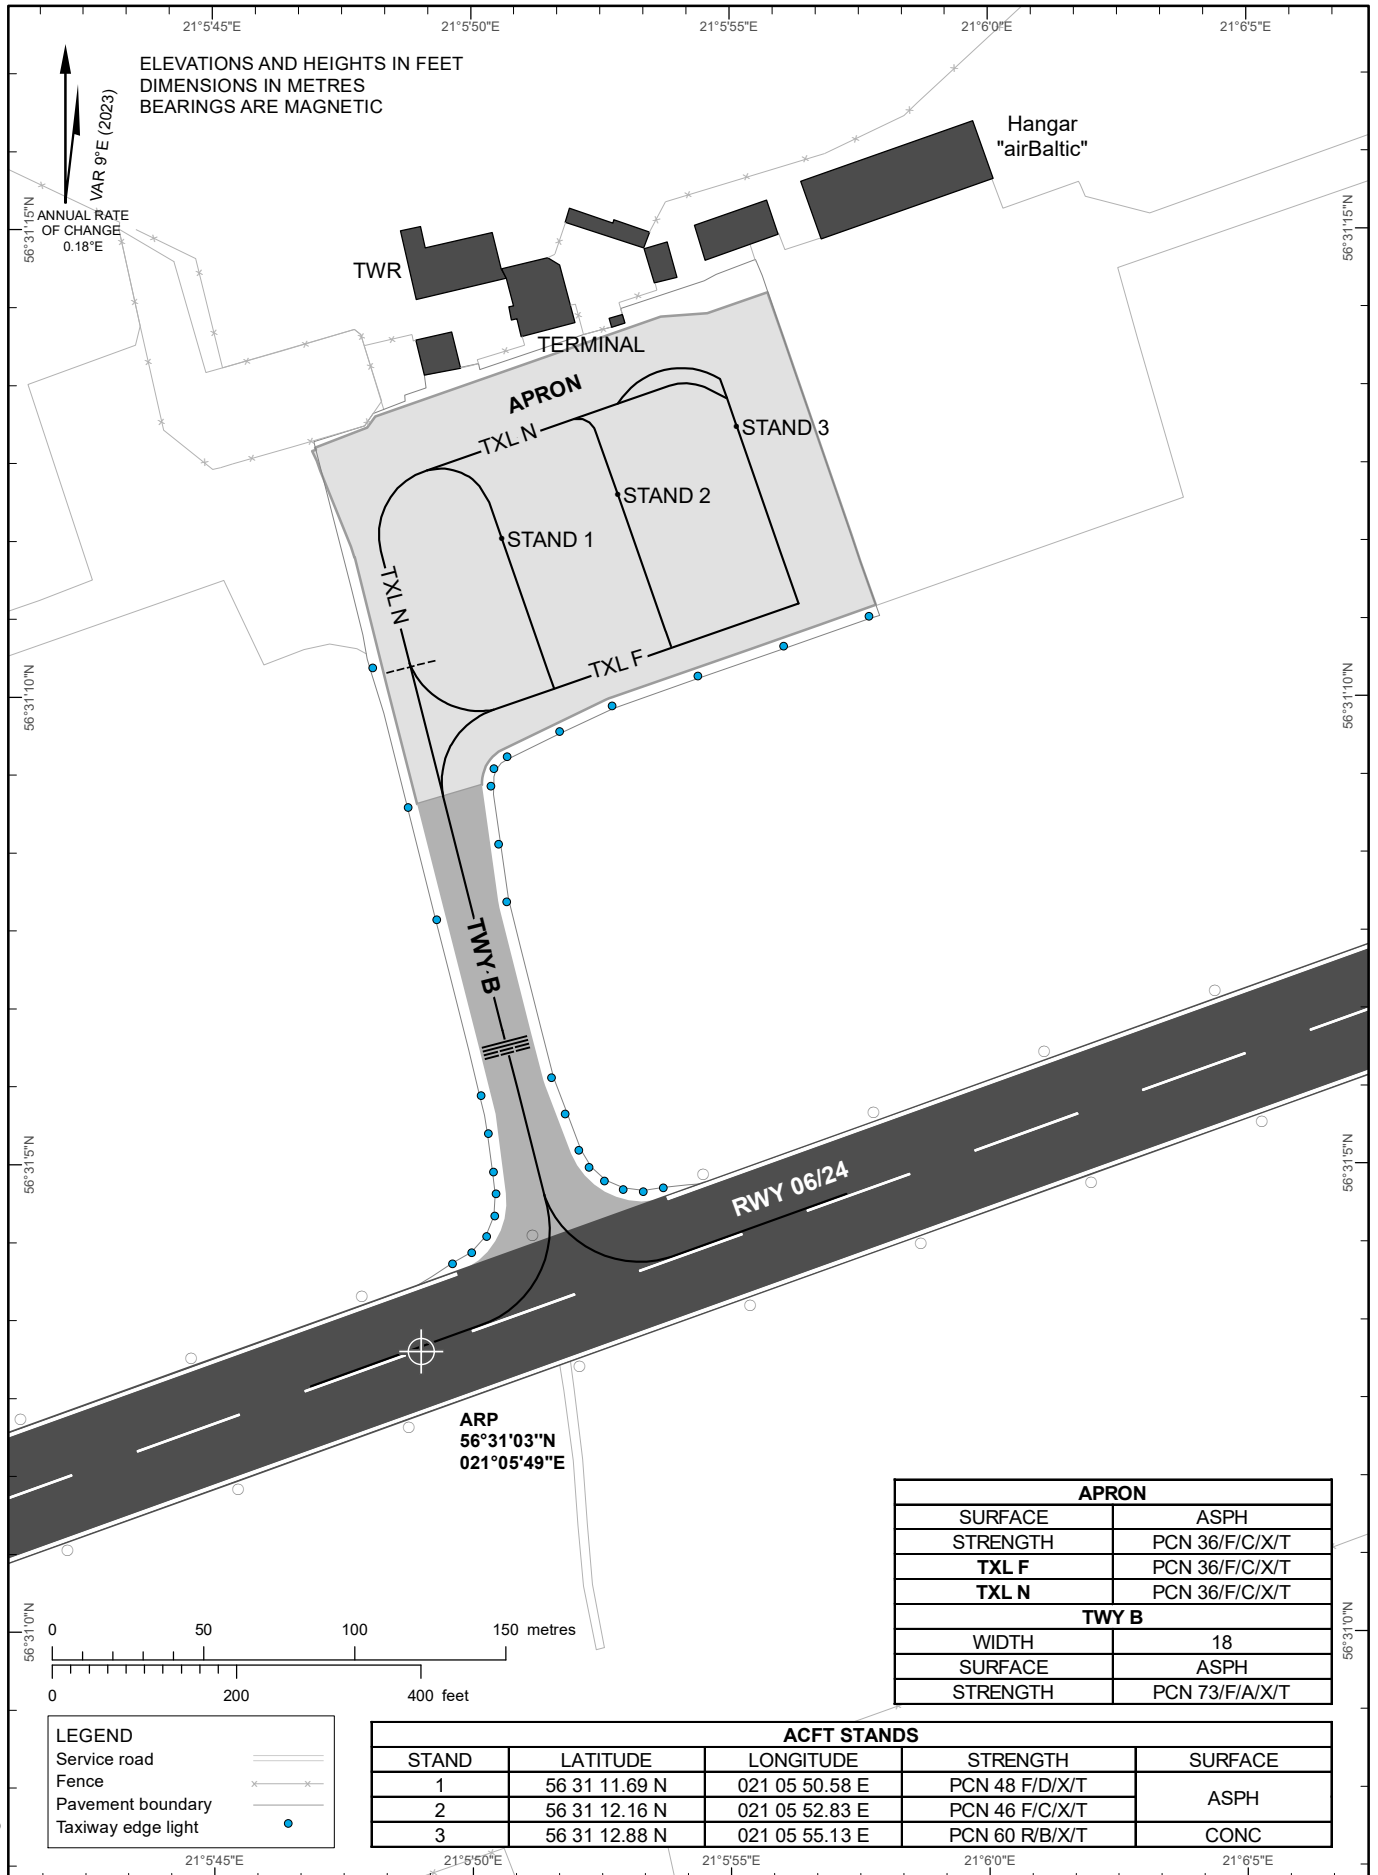 21°5'45"E
21°5'50"E
21°5'55"E
21°6'0"E
21°6'5"E
ELEVATIONS AND HEIGHTS IN FEET
DIMENSIONS IN METRES
BEARINGS ARE MAGNETIC
VAR 9°E (2023)
ANNUAL RATE
OF CHANGE
0.18°E
Hangar
"airBaltic"
56°31'15"N
56°31'15"N
TWR
TERMINAL
APRON
TXL N
STAND 3
STAND 2
STAND 1
TXL N
TXL F
56°31'10"N
56°31'10"N
TWY B
56°31'5"N
56°31'5"N
RWY 06/24
ARP
56°31'03"N
021°05'49"E
56°31'0"N
56°31'0"N
0 50 100 150 metres
0 200 400 feet
APRON
SURFACE ASPH
STRENGTH PCN 36/F/C/X/T
TXL F PCN 36/F/C/X/T
TXL N PCN 36/F/C/X/T
TWY B
WIDTH 18
SURFACE ASPH
STRENGTH PCN 73/F/A/X/T
LEGEND
Service road
Fence
Pavement boundary
Taxiway edge light
ACFT STANDS
STAND LATITUDE LONGITUDE STRENGTH SURFACE
1 56 31 11.69 N 021 05 50.58 E PCN 48 F/D/X/T ASPH
2 56 31 12.16 N 021 05 52.83 E PCN 46 F/C/X/T
3 56 31 12.88 N 021 05 55.13 E PCN 60 R/B/X/T CONC
21°5'45"E
21°5'50"E
21°5'55"E
21°6'0"E
21°6'5"E